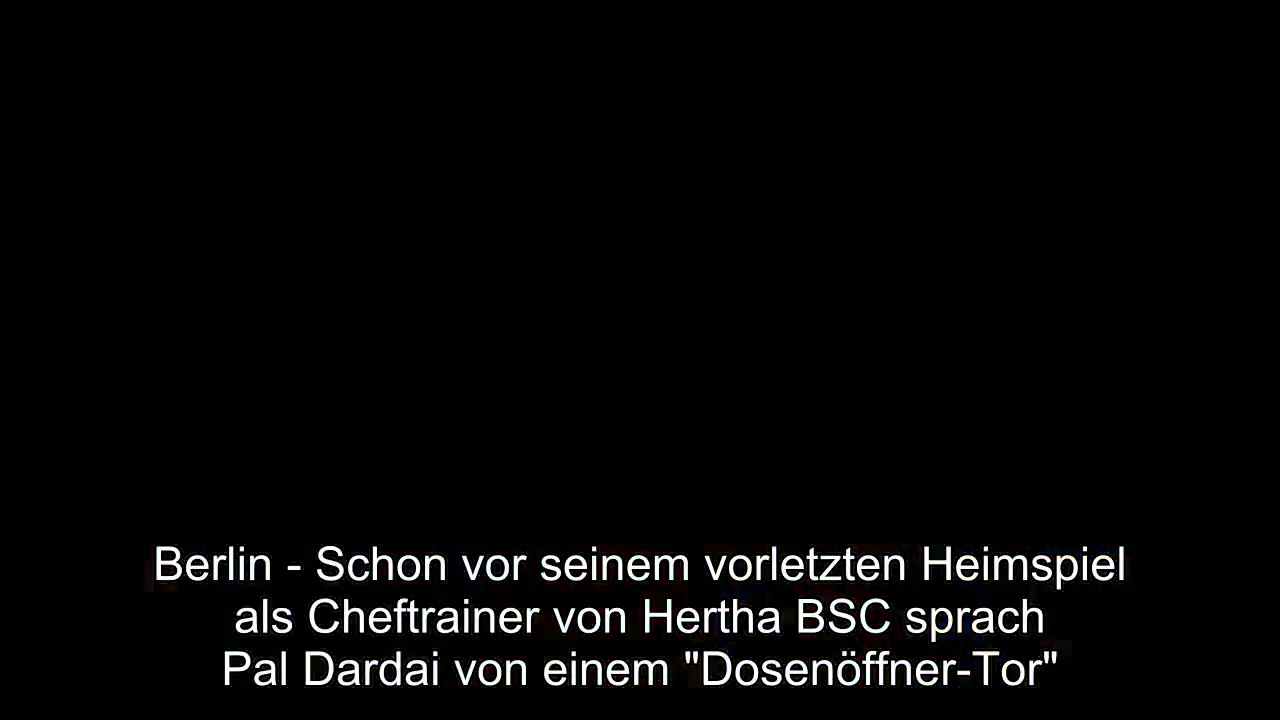 Berlin - Schon vor seinem vorletzten Heimspiel
als Cheftrainer von Hertha BSC sprach
Pal Dardai von einem "Dosenöffner-Tor"